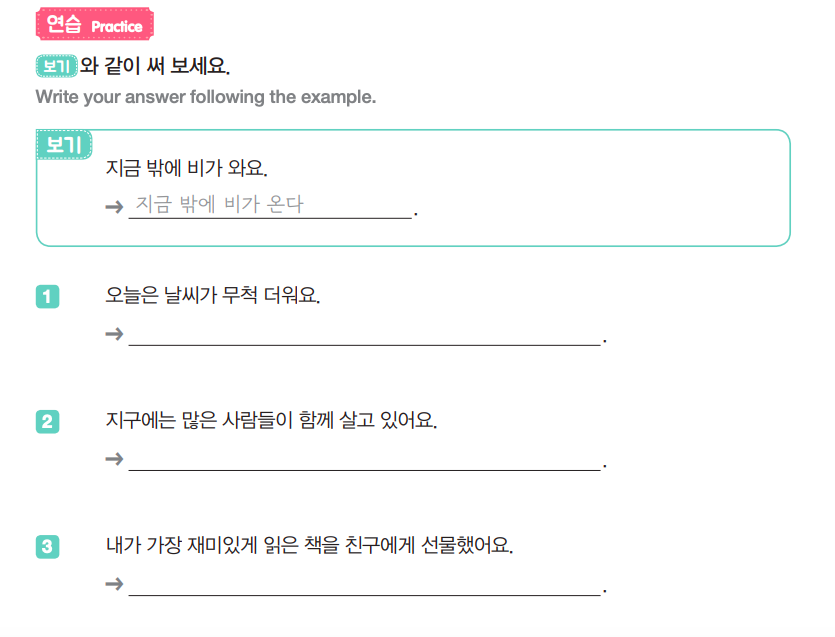 연습 Practice
보기와 같이 써 보세요.
Write your answer following the example.
보기
지금 밖에 비가 와요.
→ 지금 밖에 비가 온다.
1 오늘은 날씨가 무척 더워요.
→ .
2 지구에는 많은 사람들이 함께 살고 있어요.
→ .
3 내가 가장 재미있게 읽은 책을 친구에게 선물했어요.
→ .